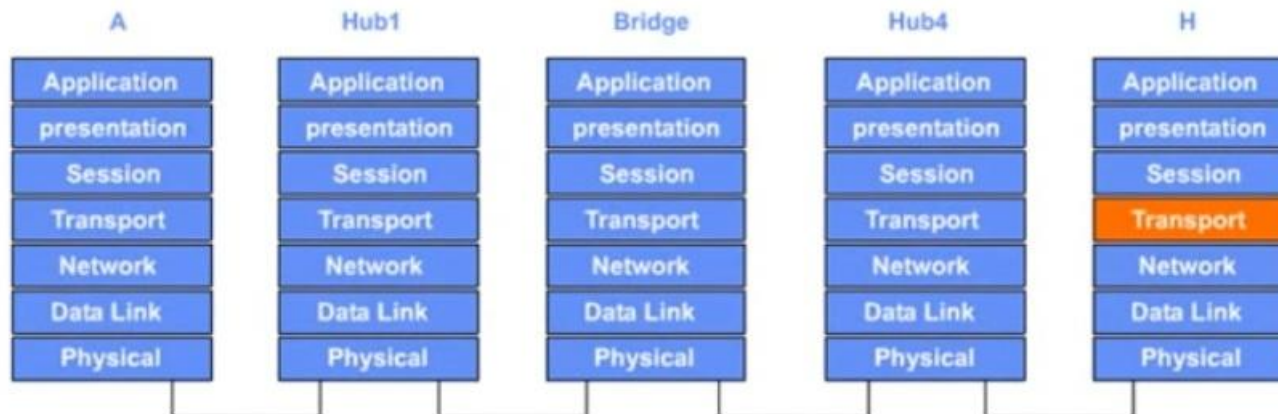 A Hub1 Bridge Hub4 H
Application Application Application Application Application
presentation presentation presentation presentation presentation
Session Session Session Session Session
Transport Transport Transport Transport Transport
Network Network Network Network Network
Data Link Data Link Data Link Data Link Data Link
Physical Physical Physical Physical Physical